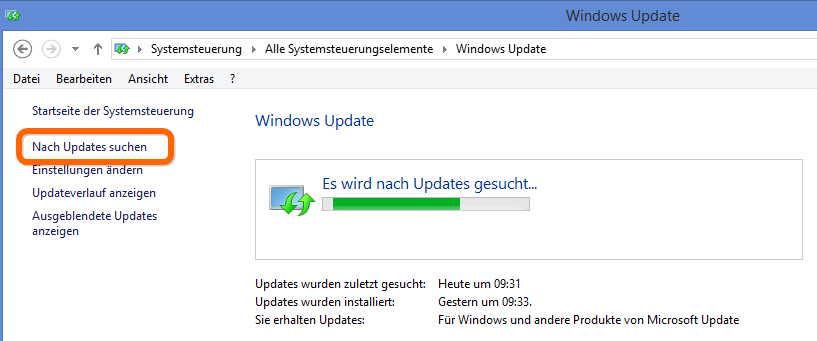 Windows Update
Systemsteuerung Alle Systemsteuerungselemente Windows Update
Datei Bearbeiten Ansicht Extras ?
Startseite der Systemsteuerung
Nach Updates suchen
Einstellungen ändern
Updateverlauf anzeigen
Ausgeblendete Updates
anzeigen
Windows Update
Es wird nach Updates gesucht...
Updates wurden zuletzt gesucht: Heute um 09:31
Updates wurden installiert: Gestern um 09:33.
Sie erhalten Updates: Für Windows und andere Produkte von Microsoft Update